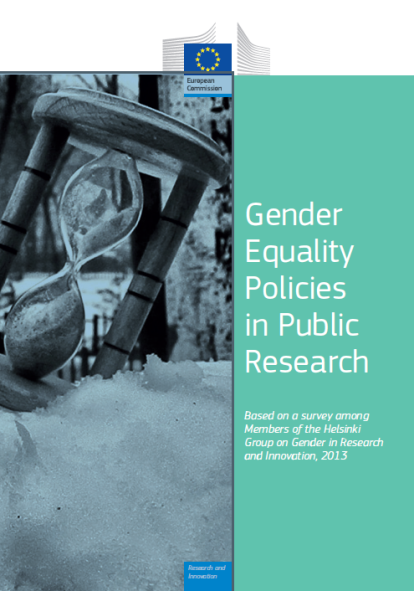 European
Commission
Gender
Equality
Policies
in Public
Research
Based on a survey among
Members of the Helsinki
Group on Gender in Research
and Innovation, 2013
Research and
Innovation